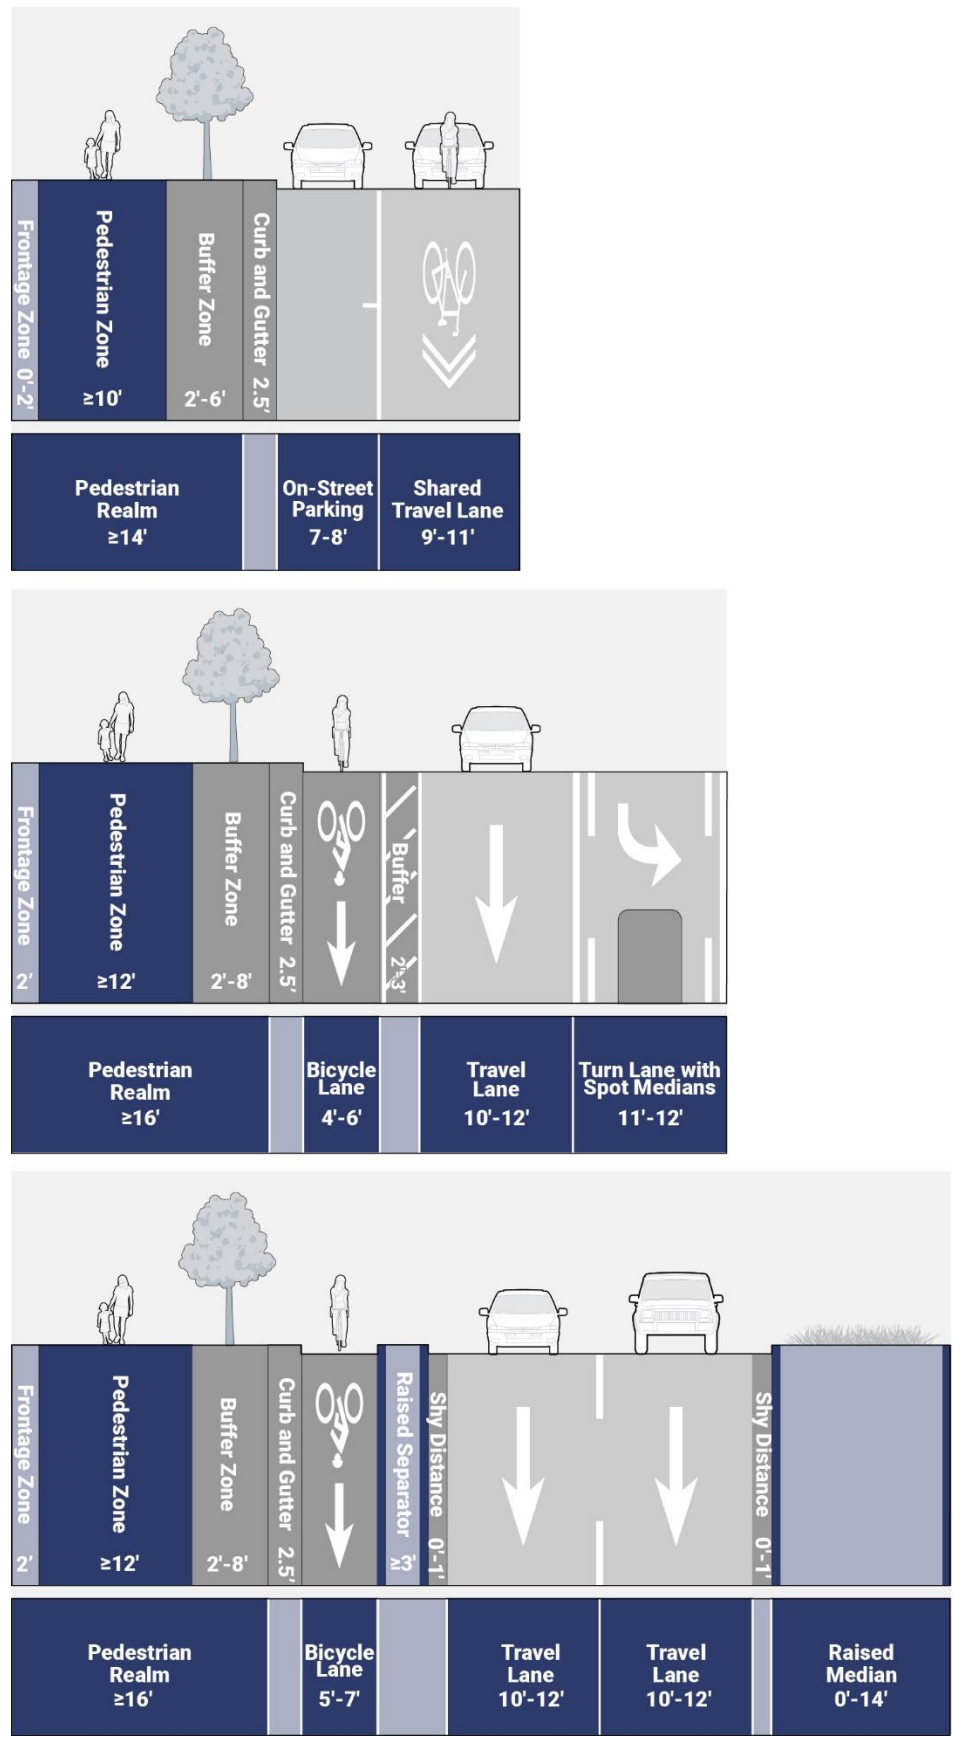 Frontage Zone 0'-2'
Pedestrian Zone
≥10'
Buffer Zone
2'-6'
Curb and Gutter 2.5'
Pedestrian
Realm
≥14'
On-Street
Parking
7-8'
Shared
Travel Lane
9'-11'
Frontage Zone
2'
Pedestrian Zone
≥12'
Buffer Zone
2'-8'
Curb and Gutter 2.5'
Buffer
2'-3'
Pedestrian
Realm
≥16'
Bicycle
Lane
4'-6'
Travel
Lane
10'-12'
Turn Lane with
Spot Medians
11'-12'
Frontage Zone
2'
Pedestrian Zone
≥12'
Buffer Zone
2'-8'
Curb and Gutter 2.5'
Raised Separator
≥3'
Shy Distance 0'-1'
Shy Distance 0'-1'
Pedestrian
Realm
≥16'
Bicycle
Lane
5'-7'
Travel
Lane
10'-12'
Travel
Lane
10'-12'
Raised
Median
0'-14'